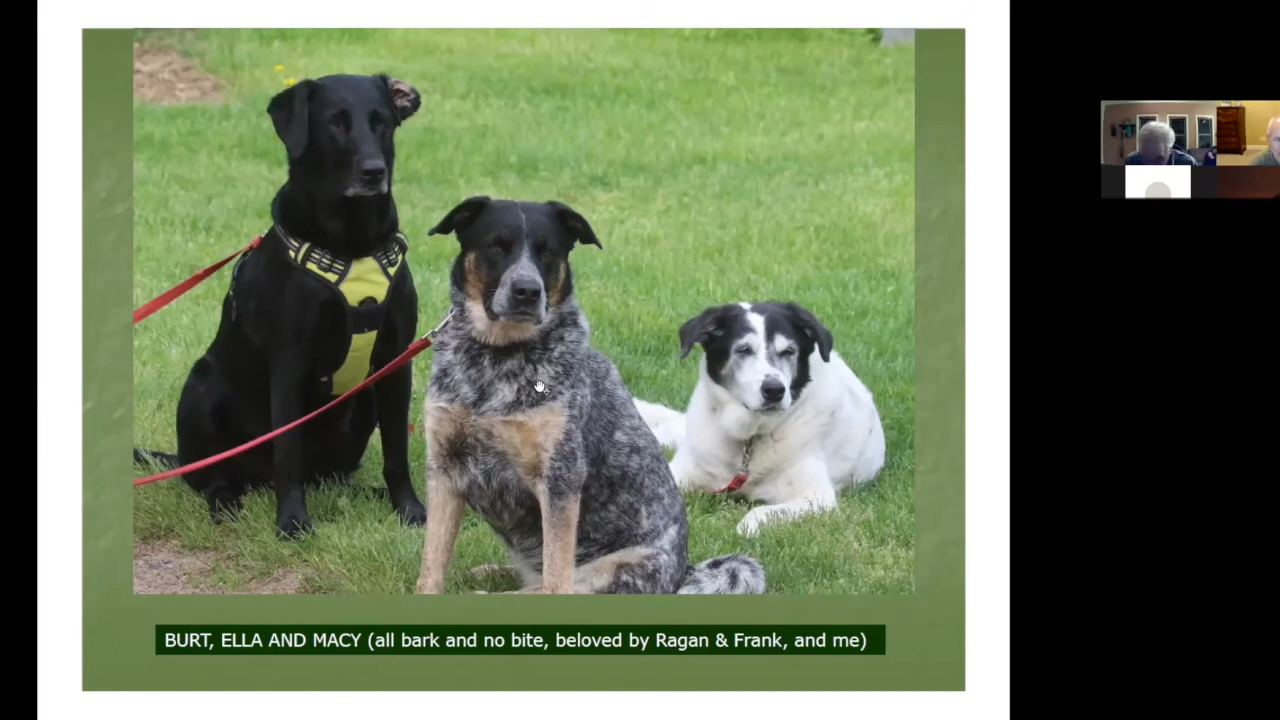 BURT, ELLA AND MACY (all bark and no bite, beloved by Ragan & Frank, and me)